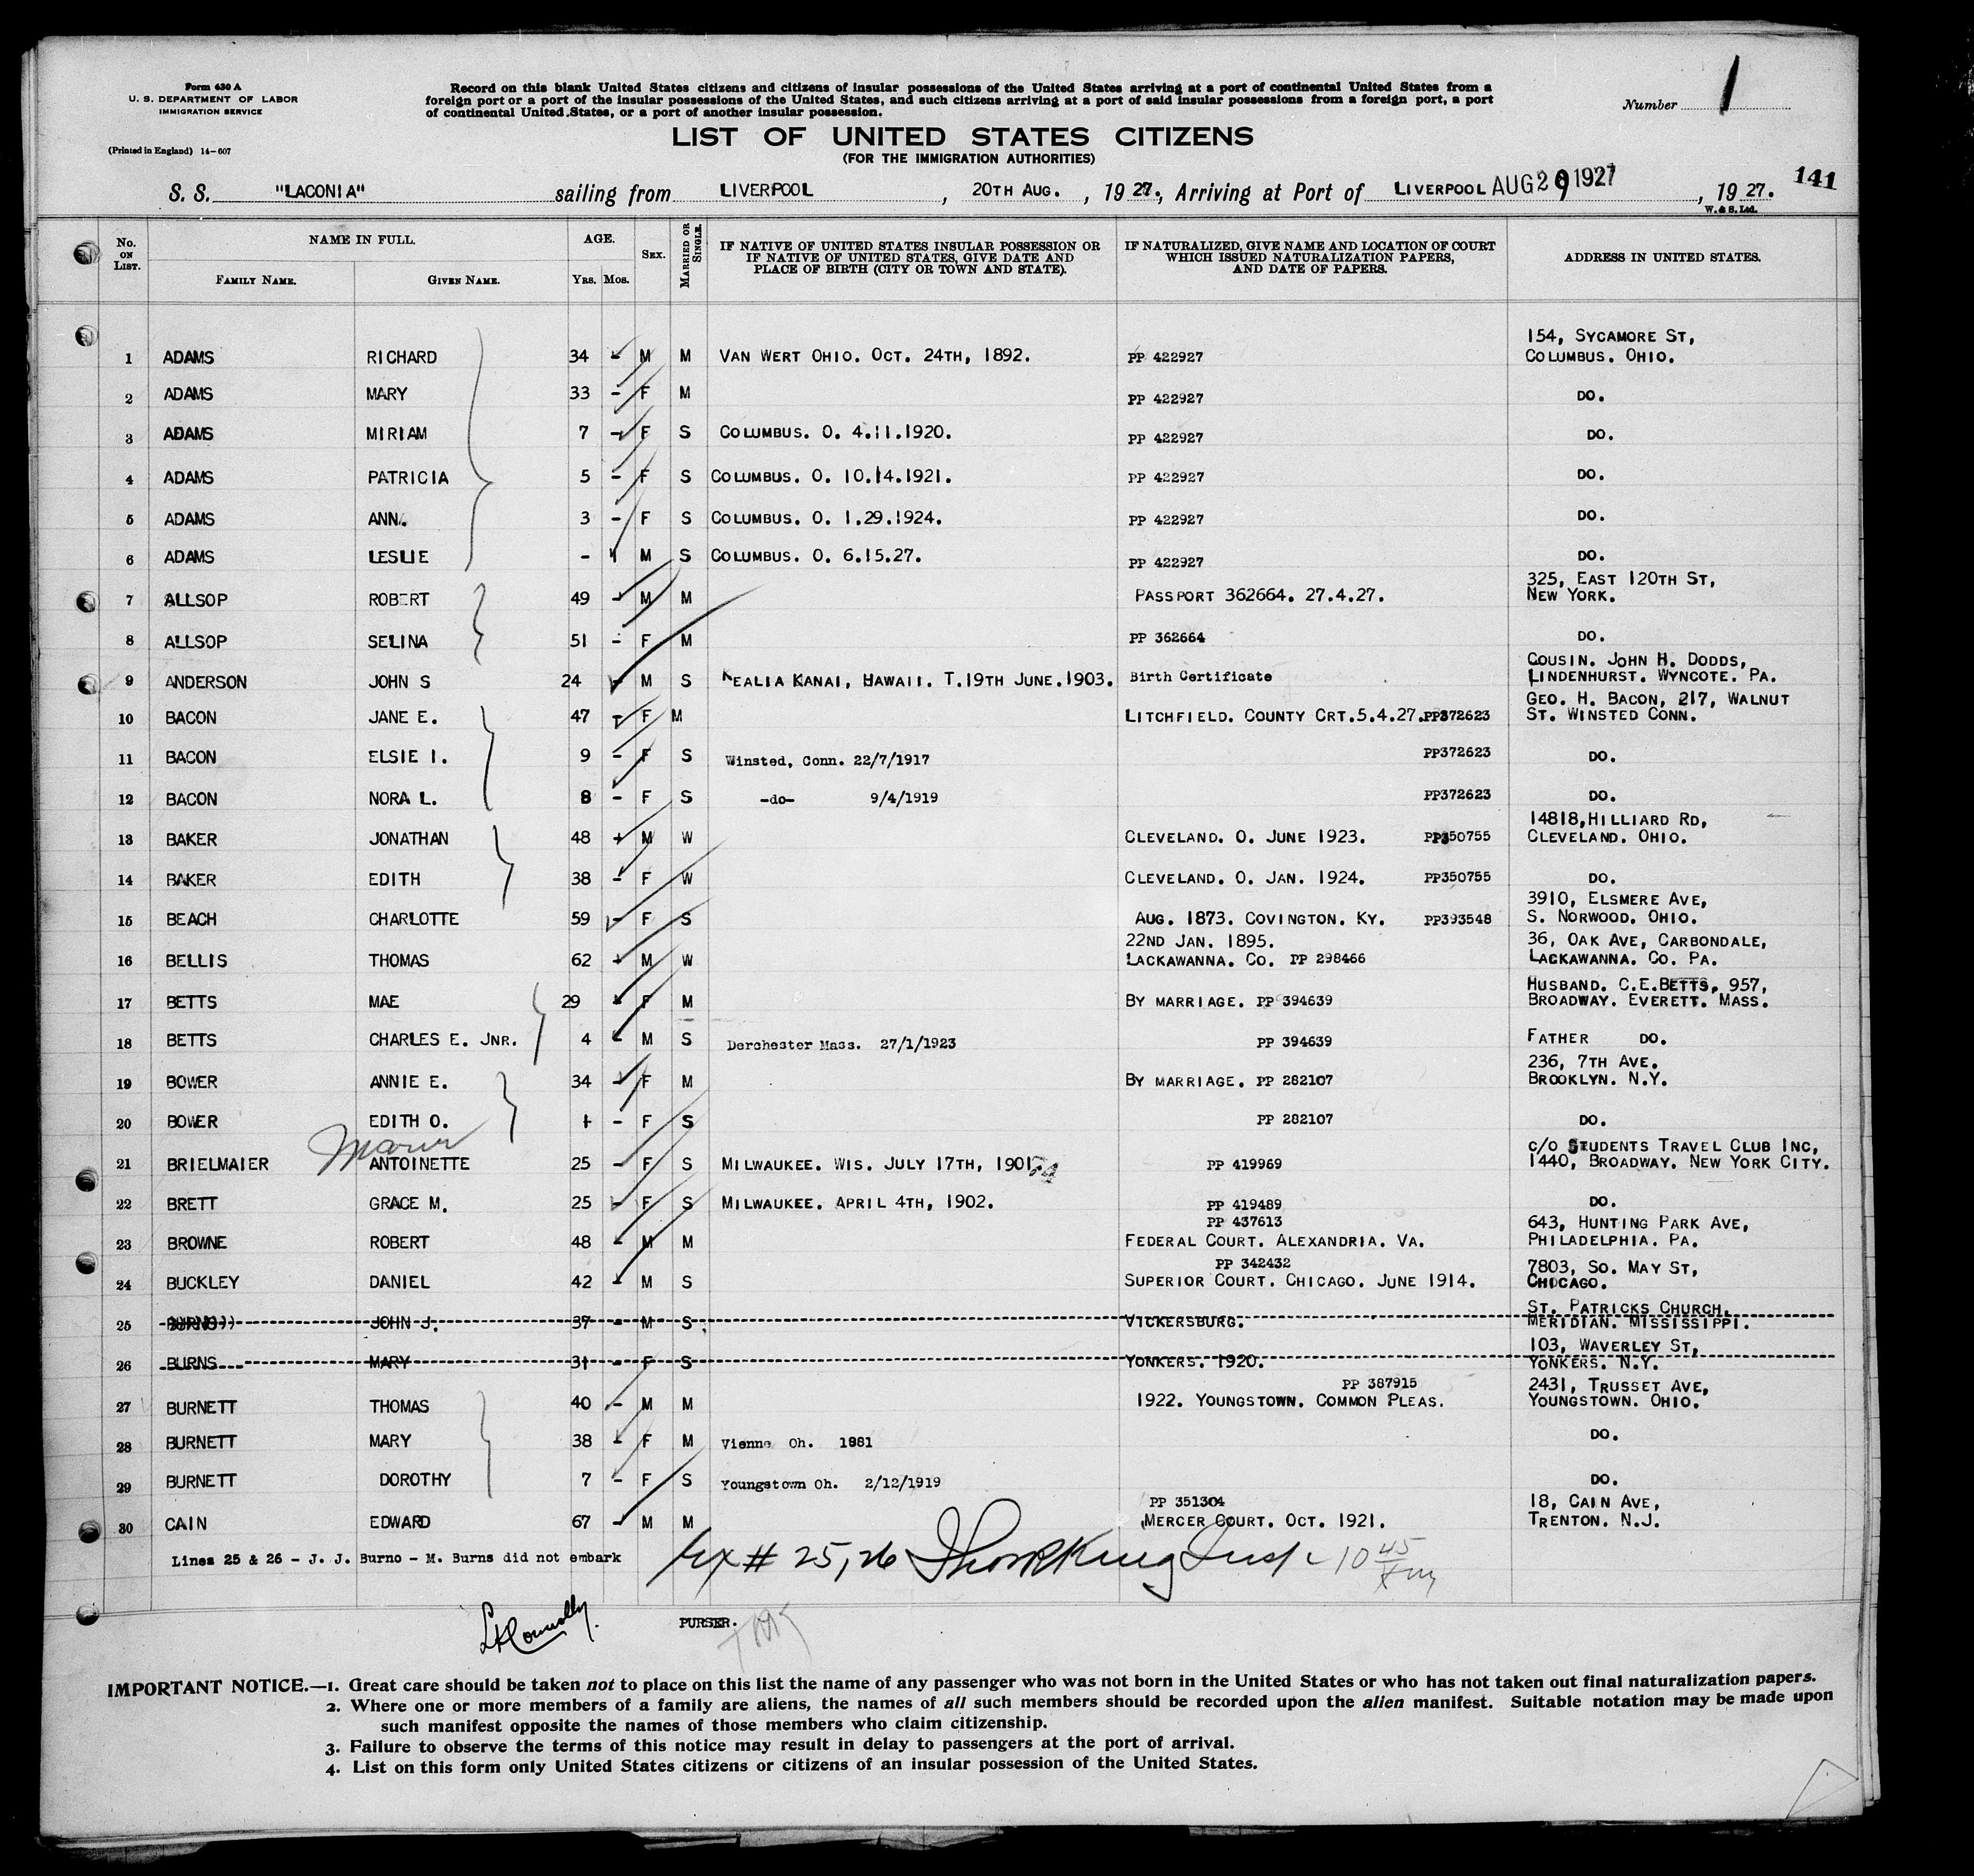 Form 630 A
U. S. DEPARTMENT OF LABOR
IMMIGRATION SERVICE
(Printed in England) 14-607
Record on this blank United States citizens and citizens of insular possessions of the United States arriving at a port of continental United States from a
foreign port or a port of the insular possessions of the United States, and such citizens arriving at a port of said insular possessions from a foreign port, a port
of continental United States, or a port of another insular possession.
Number 1
LIST OF UNITED STATES CITIZENS
(FOR THE IMMIGRATION AUTHORITIES)
S. S. "LACONIA" sailing from LIVERPOOL, 20TH AUG., 1927, Arriving at Port of LIVERPOOL AUG 29 1927, 1927. 141
W. & S. Ltd.
No. ON LIST. NAME IN FULL. FAMILY NAME. GIVEN NAME. AGE. YRS. MOS. SEX. MARRIED OR SINGLE. IF NATIVE OF UNITED STATES INSULAR POSSESSION OR IF NATIVE OF UNITED STATES, GIVE DATE AND PLACE OF BIRTH (CITY OR TOWN AND STATE). IF NATURALIZED, GIVE NAME AND LOCATION OF COURT WHICH ISSUED NATURALIZATION PAPERS, AND DATE OF PAPERS. ADDRESS IN UNITED STATES.
154, SYCAMORE ST,
1 ADAMS RICHARD 34 - M M VAN WERT OHIO. OCT. 24TH, 1892. PP 422927 COLUMBUS. OHIO.
2 ADAMS MARY 33 - F M PP 422927 DO.
3 ADAMS MIRIAM 7 - F S COLUMBUS. O. 4.11.1920. PP 422927 DO.
4 ADAMS PATRICIA 5 - F S COLUMBUS. O. 10.14.1921. PP 422927 DO.
5 ADAMS ANN. 3 - F S COLUMBUS. O. 1.29.1924. PP 422927 DO.
6 ADAMS LESLIE - M S COLUMBUS. O. 6.15.27. PP 422927 DO.
325, EAST 120TH ST,
7 ALLSOP ROBERT 49 - M M PASSPORT 362664. 27.4.27. NEW YORK.
8 ALLSOP SELINA 51 - F M PP 362664 DO.
COUSIN. JOHN H. DODDS,
9 ANDERSON JOHN S 24 - M S KEALIA KANAI, HAWAII. T.19TH JUNE.1903. Birth Certificate LINDENHURST. WYNCOTE. PA.
GEO. H. BACON, 217, WALNUT
10 BACON JANE E. 47 - F M LITCHFIELD. COUNTY CRT.5.4.27. PP372623 ST. WINSTED CONN.
11 BACON ELSIE I. 9 - F S Winsted, Conn. 22/7/1917 PP372623 DO.
12 BACON NORA L. 8 - F S -do- 9/4/1919 PP372623 DO.
14818, HILLIARD RD,
13 BAKER JONATHAN 48 - M W CLEVELAND. O. JUNE 1923. PP350755 CLEVELAND. OHIO.
14 BAKER EDITH 38 - F W CLEVELAND. O. JAN. 1924. PP350755 DO.
3910, ELSMERE AVE,
15 BEACH CHARLOTTE 59 - F S AUG. 1873. COVINGTON. KY. PP393548 S. NORWOOD. OHIO.
22ND JAN. 1895. 36, OAK AVE, CARBONDALE,
16 BELLIS THOMAS 62 - M W LACKAWANNA. CO. PP 298466 LACKAWANNA. CO. PA.
HUSBAND. C.E.BETTS, 957,
17 BETTS MAE 29 - F M BY MARRIAGE. PP 394639 BROADWAY. EVERETT. MASS.
18 BETTS CHARLES E. JNR. 4 - M S Derchester Mass. 27/1/1923 PP 394639 FATHER DO.
236, 7TH AVE.
19 BOWER ANNIE E. 34 - F M BY MARRIAGE. PP 282107 BROOKLYN. N.Y.
20 BOWER EDITH O. 1 - F S PP 282107 DO.
Marie C/O STUDENTS TRAVEL CLUB INC,
21 BRIELMAIER ANTOINETTE 25 - F S MILWAUKEE. WIS. JULY 17TH, 1901 PP 419969 1440, BROADWAY. NEW YORK CITY.
22 BRETT GRACE M. 25 - F S MILWAUKEE. APRIL 4TH, 1902. PP 419489 DO.
PP 437613 643, HUNTING PARK AVE,
23 BROWNE ROBERT 48 - M M FEDERAL COURT. ALEXANDRIA. VA. PHILADELPHIA. PA.
PP 342432 7803, SO. MAY ST,
24 BUCKLEY DANIEL 42 - M S SUPERIOR COURT. CHICAGO. JUNE 1914. CHICAGO.
ST. PATRICKS CHURCH,
25 JOHN J. 37 - M S VICKERSBURG. MERIDIAN. MISSISSIPPI.
103, WAVERLEY ST,
26 BURNS MARY 31 - F S YONKERS. 1920. YONKERS. N.Y.
PP 387915 2431, TRUSSET AVE,
27 BURNETT THOMAS 40 - M M 1922. YOUNGSTOWN. COMMON PLEAS. YOUNGSTOWN. OHIO.
28 BURNETT MARY 38 - F M Vienna Oh. 1881 DO.
29 BURNETT DOROTHY 7 - F S Youngstown Oh. 2/12/1919 DO.
PP 351304 18, CAIN AVE,
30 CAIN EDWARD 67 - M M MERCER COURT. OCT. 1921. TRENTON. N.J.
Lines 25 & 26 - J. J. Burno - M. Burns did not embark
Ex # 25, 26 King Insp 10 45
PURSER.
IMPORTANT NOTICE.—1. Great care should be taken not to place on this list the name of any passenger who was not born in the United States or who has not taken out final naturalization papers.
2. Where one or more members of a family are aliens, the names of all such members should be recorded upon the alien manifest. Suitable notation may be made upon
such manifest opposite the names of those members who claim citizenship.
3. Failure to observe the terms of this notice may result in delay to passengers at the port of arrival.
4. List on this form only United States citizens or citizens of an insular possession of the United States.